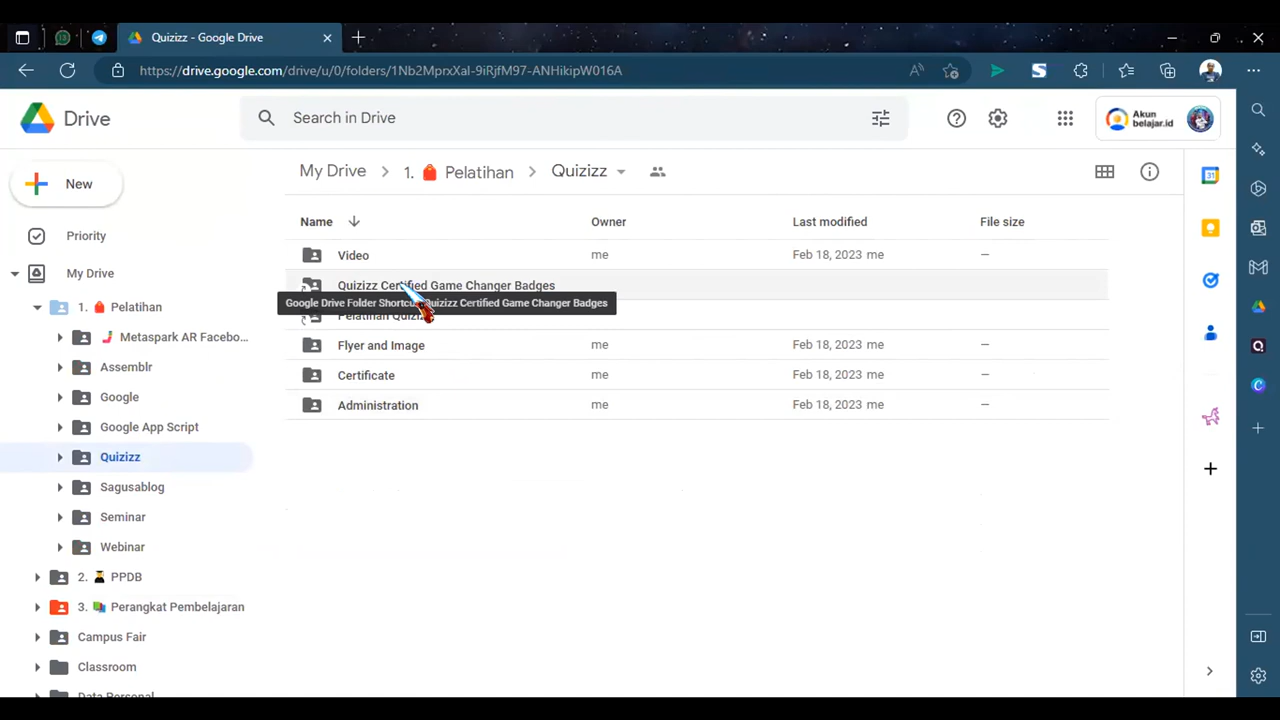 Quizizz - Google Drive
https://drive.google.com/drive/u/0/folders/1Nb2MprxXal-9iRjfM97-ANHikipW016A
Drive
Search in Drive
Akun
belajar.id
New
My Drive
1.
Pelatihan
Quizizz
Priority
Name
Owner
Last modified
File size
Video
me
Feb 18, 2023 me
–
My Drive
Quizizz Certified Game Changer Badges
Google Drive Folder Shortcut: Quizizz Certified Game Changer Badges
1.
Pelatihan
Pelatihan Quizizz
Metaspark AR Facebo...
Flyer and Image
me
Feb 18, 2023 me
–
Assemblr
Certificate
me
Feb 18, 2023 me
–
Google
Administration
me
Feb 18, 2023 me
–
Google App Script
Quizizz
Sagusablog
Seminar
Webinar
2.
PPDB
3.
Perangkat Pembelajaran
Campus Fair
Classroom
Data Personal